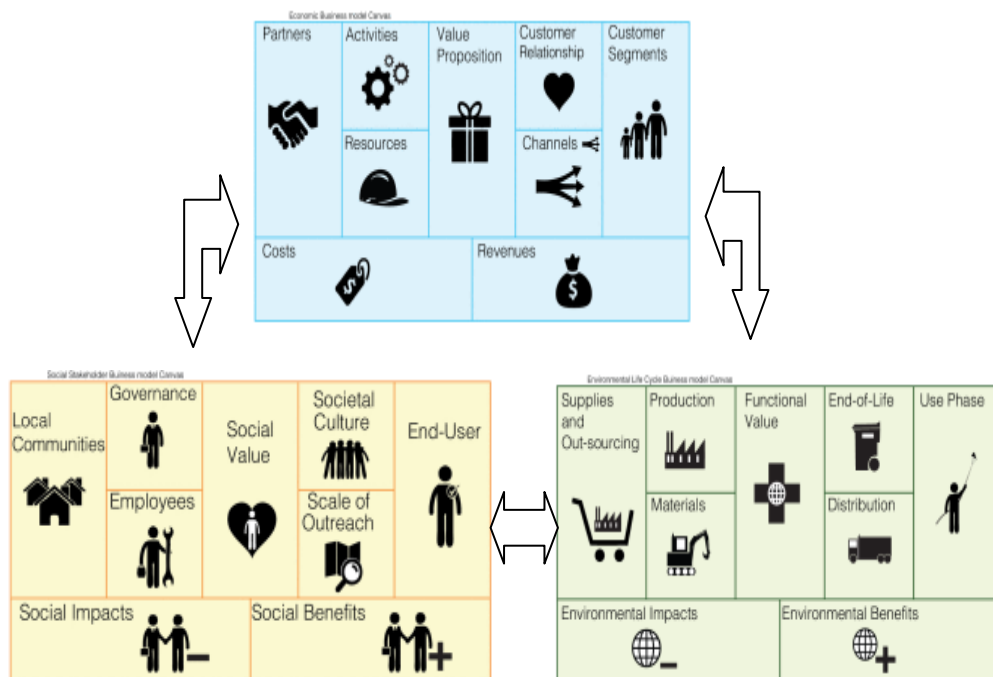 Economic Business model Canvas
Partners
Activities
Value
Proposition
Customer
Relationship
Customer
Segments
Resources
Channels
Costs
$
Revenues
$
Social Stakeholder Buiness model Canvas
Local
Communities
Governance
Social
Value
Societal
Culture
End-User
Employees
Scale of
Outreach
Social Impacts
Social Benefits
Environmental Life Cycle Buiness model Canvas
Supplies
and
Out-sourcing
Production
Functional
Value
End-of-Life
Use Phase
Materials
Distribution
Environmental Impacts
Environmental Benefits